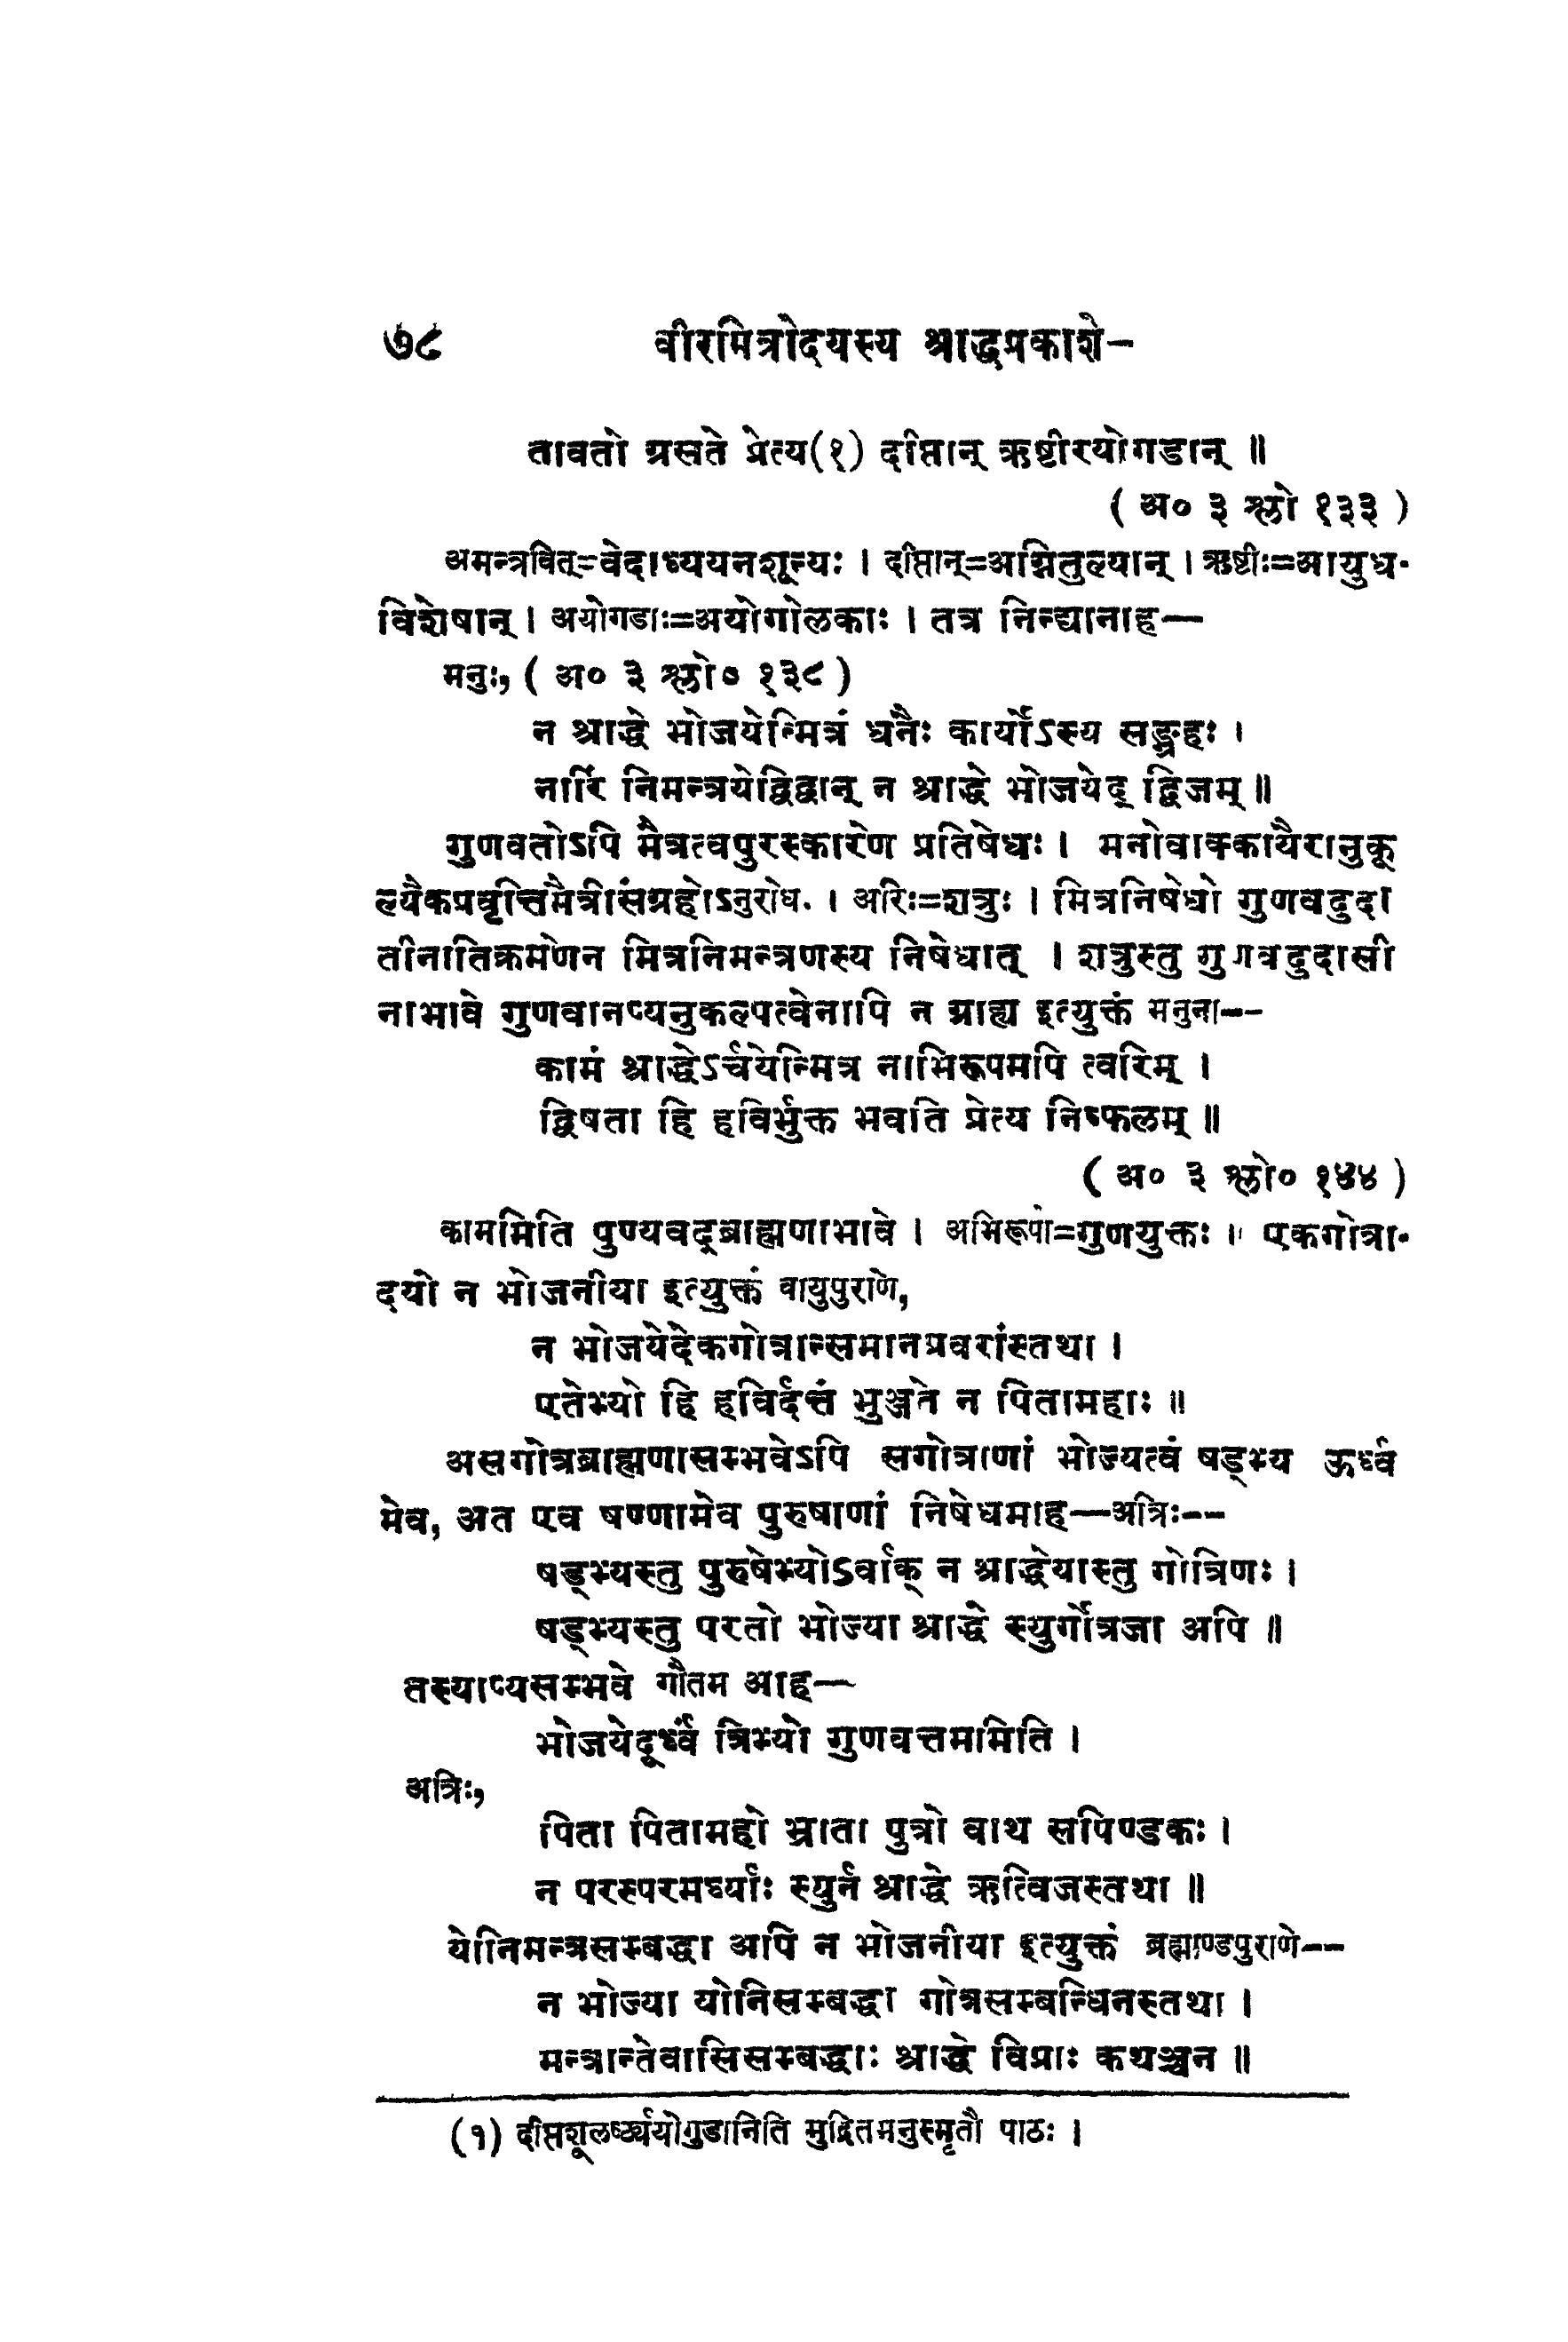 ७८ वीरमित्रोदयस्य श्राद्धप्रकाशे-
तावतो ग्रसते प्रेत्य(१) दीप्तान् ऋष्टीरयोगडान् ॥
( अ० ३ श्लो १३३ )
अमन्त्रवित्=वेदाध्ययनशून्यः । दीप्तान्=अग्नितुल्यान् । ऋष्टीः=आयुध-
विशेषान् । अयोगडाः=अयोगोलकाः । तत्र निन्द्यानाह—
मनुः, ( अ० ३ श्लो० १३८ )
न श्राद्धे भोजयेन्मित्रं धनैः कार्योऽस्य सङ्ग्रहः ।
नारिं निमन्त्रयेद्विद्वान् न श्राद्धे भोजयेद् द्विजम् ॥
गुणवतोऽपि मैत्रत्वपुरस्कारेण प्रतिषेधः । मनोवाक्कायैरानुकू
ल्यैकप्रवृत्तिमैत्रीसंग्रहोऽनुरोध. । अरिः=शत्रुः । मित्रनिषेधो गुणवदुदा
तीनातिक्रमणेन मित्रनिमन्त्रणस्य निषेधात् । शत्रुस्तु गुणवदुदासी
नाभावे गुणवानप्यनुकल्पत्वेनापि न ग्राह्य इत्युक्तं मनुना--
कामं श्राद्धेऽर्चयेन्मित्र नाभिरूपमपि त्वरिम् ।
द्विषता हि हविर्भुक्त भवति प्रेत्य निष्फलम् ॥
( अ० ३ श्लो० १४४ )
काममिति पुण्यवद्ब्राह्मणाभावे । अभिरूपो=गुणयुक्तः । एकगोत्रा-
दयो न भोजनीया इत्युक्तं वायुपुराणे,
न भोजयेदेकगोत्रान्समानप्रवरांस्तथा ।
एतेभ्यो हि हविर्दत्तं भुञ्जते न पितामहाः ॥
असगोत्रब्राह्मणासम्भवेऽपि सगोत्राणां भोज्यत्वं षड्भ्य ऊर्ध्व
मेव, अत एव षण्णामेव पुरुषाणां निषेधमाह—अत्रिः--
षड्भ्यस्तु पुरुषेभ्योऽर्वाक् न श्राद्धेयास्तु गोत्रिणः ।
षड्भ्यस्तु परतो भोज्या श्राद्धे स्युर्गोत्रजा अपि ॥
तस्याप्यसम्भवे गौतम आह—
भोजयेदूर्ध्वं त्रिभ्यो गुणवत्तममिति ।
अत्रिः,
पिता पितामहो भ्राता पुत्रो वाथ सपिण्डकः ।
न परस्परमर्घ्याः स्युर्न श्राद्धे ऋत्विजस्तथा ॥
योनिमन्त्रसम्बद्धा अपि न भोजनीया इत्युक्तं ब्रह्माण्डपुराणे--
न भोज्या योनिसम्बद्धा गोत्रसम्बन्धिनस्तथा ।
मन्त्रान्तेवासिसम्बद्धाः श्राद्धे विप्राः कथञ्चन ॥
(१) दीप्तशूलर्ष्ट्ययोगुडानिति मुद्रितमनुस्मृतौ पाठः ।